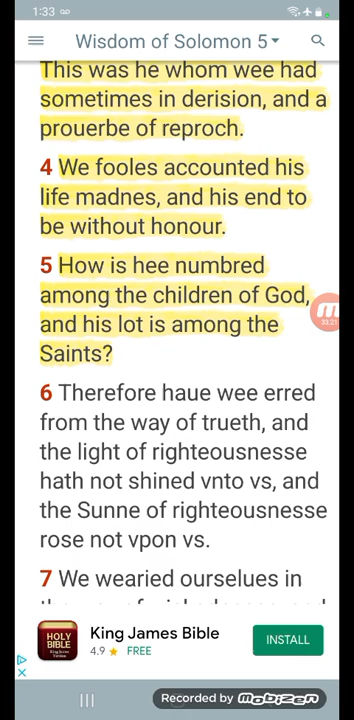 1:33
Wisdom of Solomon 5
This was he whom wee had
sometimes in derision, and a
prouerbe of reproch.
4 We fooles accounted his
life madnes, and his end to
be without honour.
5 How is hee numbred
among the children of God,
and his lot is among the
Saints?
33:21
6 Therefore haue wee erred
from the way of trueth, and
the light of righteousnesse
hath not shined vnto vs, and
the Sunne of righteousnesse
rose not vpon vs.
7 We wearied ourselues in
HOLY
BIBLE
King James
Version
King James Bible
4.9 ★ FREE
INSTALL
Recorded by mobizen